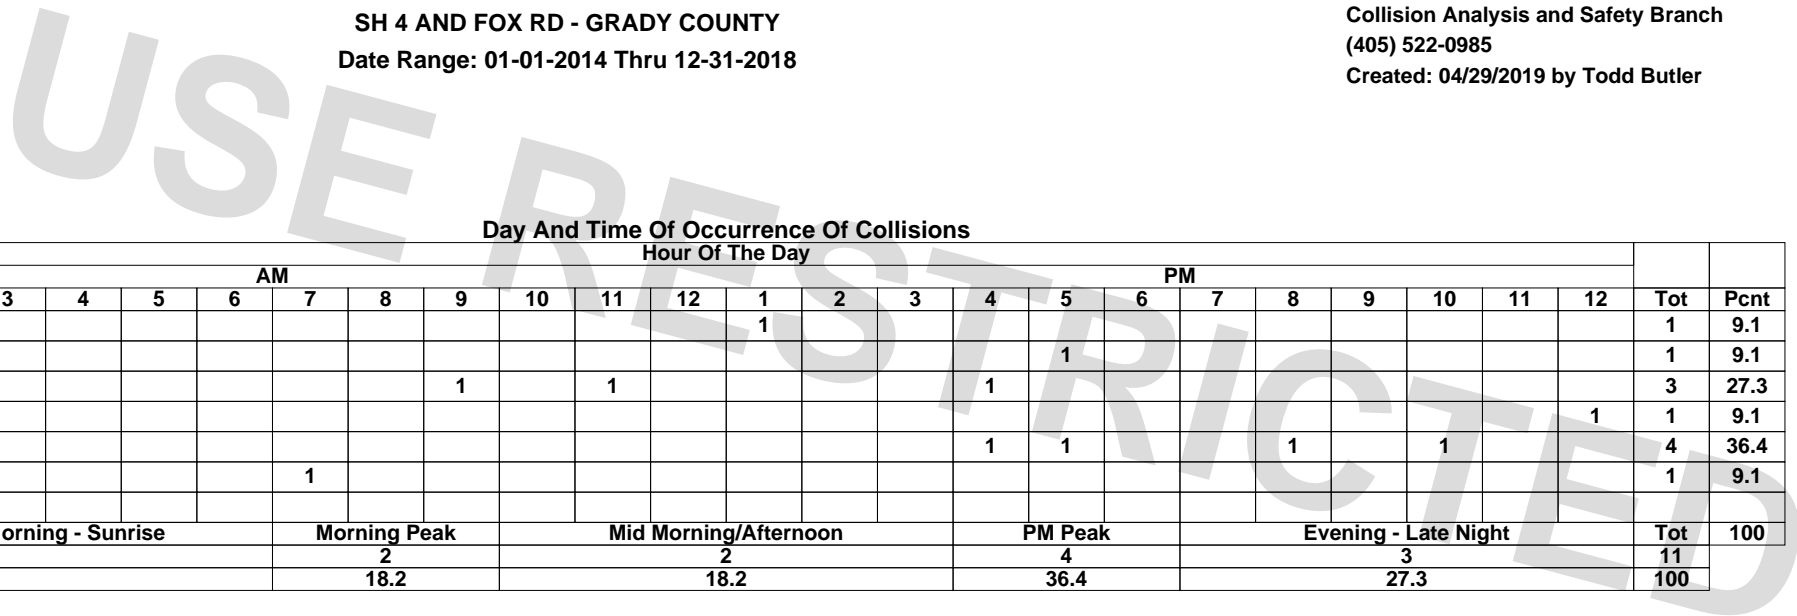 SH 4 AND FOX RD - GRADY COUNTY
Date Range: 01-01-2014 Thru 12-31-2018
Collision Analysis and Safety Branch
(405) 522-0985
Created: 04/29/2019 by Todd Butler
USE RESTRICTED
Day And Time Of Occurrence Of Collisions
Hour Of The Day
AM PM
3 4 5 6 7 8 9 10 11 12 1 2 3 4 5 6 7 8 9 10 11 12 Tot Pcnt
1 1 9.1
1 1 9.1
1 1 1 3 27.3
1 1 9.1
1 1 1 1 4 36.4
1 1 9.1
orning - Sunrise Morning Peak Mid Morning/Afternoon PM Peak Evening - Late Night Tot 100
2 2 4 3 11
18.2 18.2 36.4 27.3 100